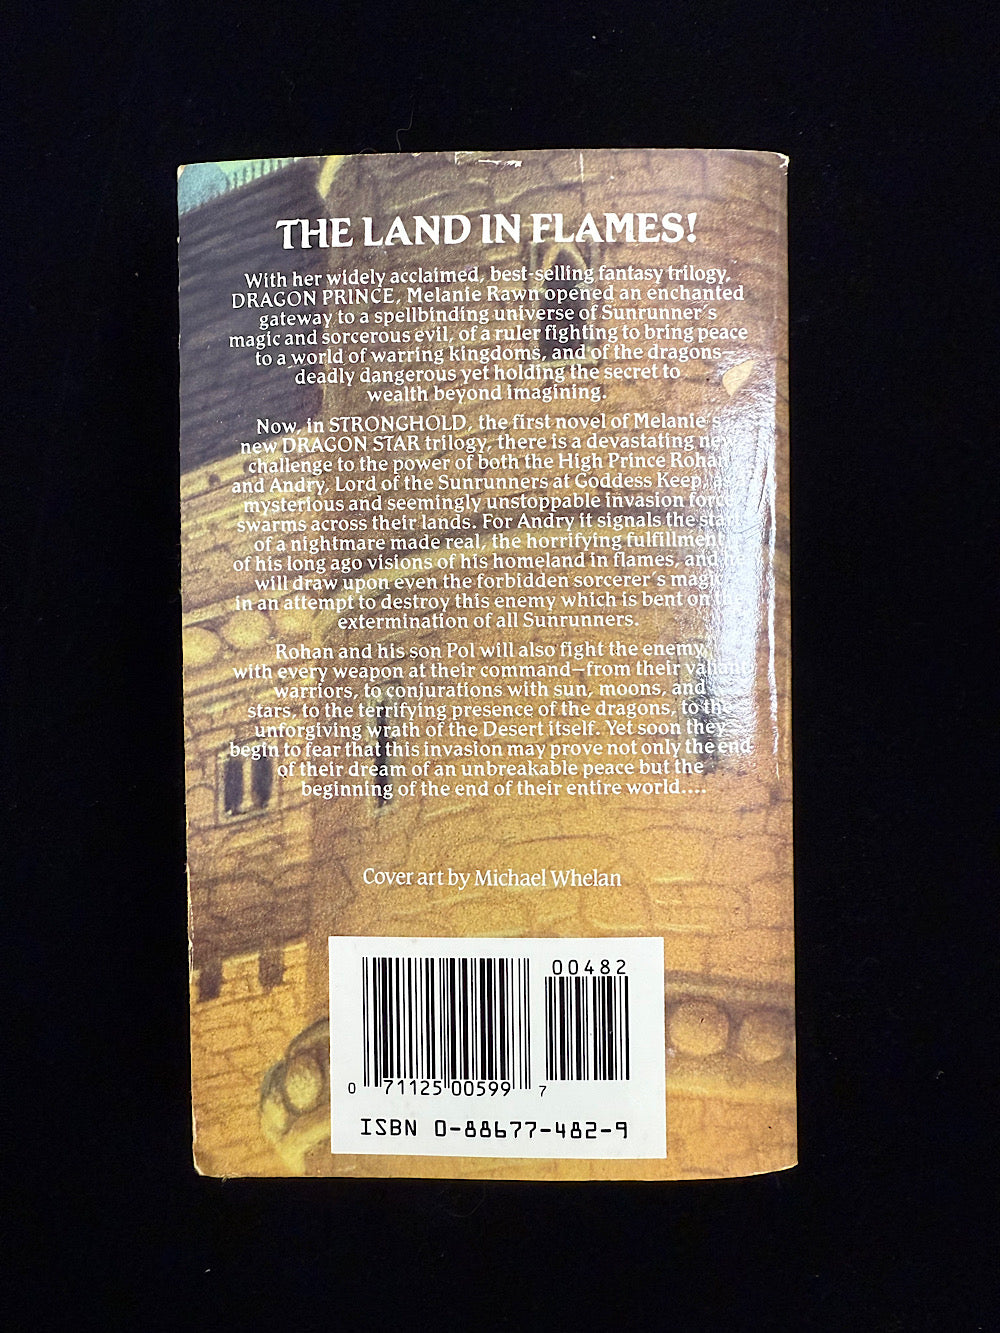 THE LAND IN FLAMES!
With her widely acclaimed, best-selling fantasy trilogy,
DRAGON PRINCE, Melanie Rawn opened an enchanted
gateway to a spellbinding universe of Sunrunner's
magic and sorcerous evil, of a ruler fighting to bring peace
to a world of warring kingdoms, and of the dragons—
deadly dangerous yet holding the secret to
wealth beyond imagining.
Now, in STRONGHOLD, the first novel of Melanie's
new DRAGON STAR trilogy, there is a devastating new
challenge to the power of both the High Prince Rohan
and Andry, Lord of the Sunrunners at Goddess Keep, as
mysterious and seemingly unstoppable invasion force
swarms across their lands. For Andry it signals the start
of a nightmare made real, the horrifying fulfillment
of his long ago visions of his homeland in flames, and he
will draw upon even the forbidden sorcerer's magic
in an attempt to destroy this enemy which is bent on the
extermination of all Sunrunners.
Rohan and his son Pol will also fight the enemy
with every weapon at their command—from their valiant
warriors, to conjurations with sun, moons, and
stars, to the terrifying presence of the dragons, to the
unforgiving wrath of the Desert itself. Yet soon they
begin to fear that this invasion may prove not only the end
of their dream of an unbreakable peace but the
beginning of the end of their entire world....
Cover art by Michael Whelan
00482
0 71125 00599 7
ISBN 0-88677-482-9